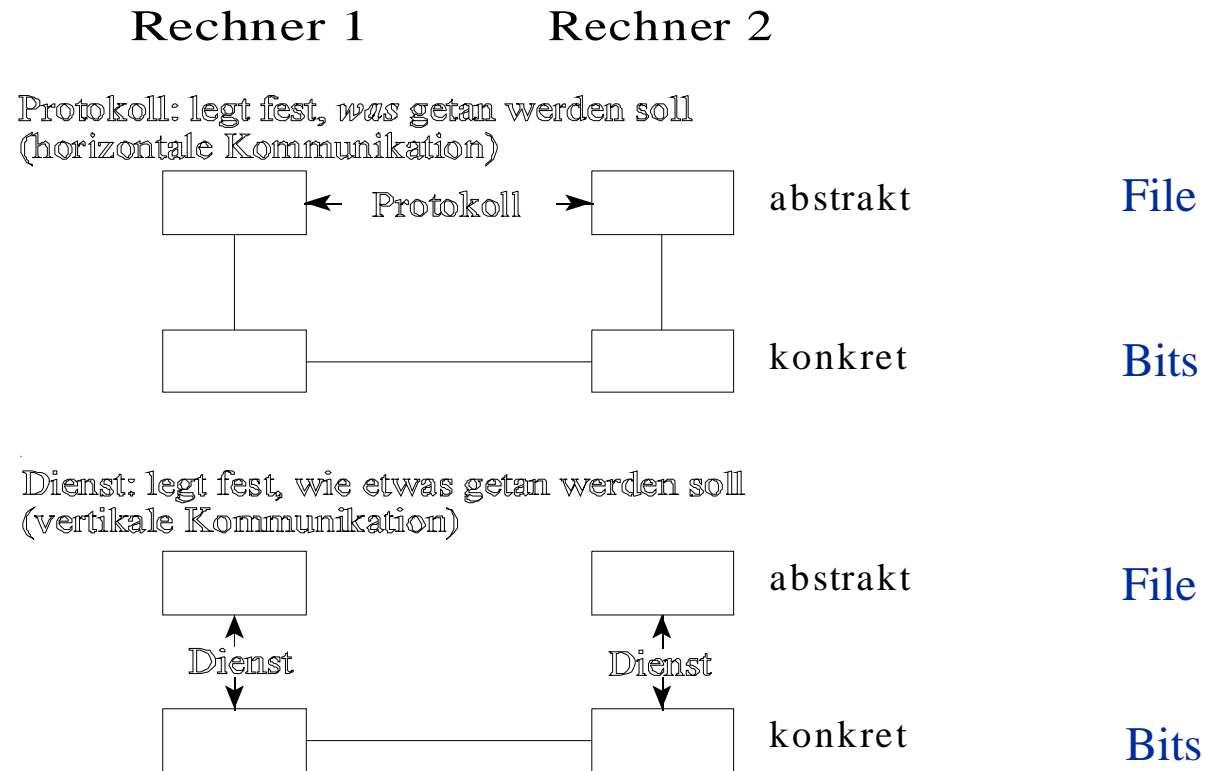 Rechner 1 Rechner 2
Protokoll: legt fest, was getan werden soll
(horizontale Kommunikation)
Protokoll abstrakt File
konkret Bits
Dienst: legt fest, wie etwas getan werden soll
(vertikale Kommunikation)
abstrakt File
Dienst Dienst
konkret Bits